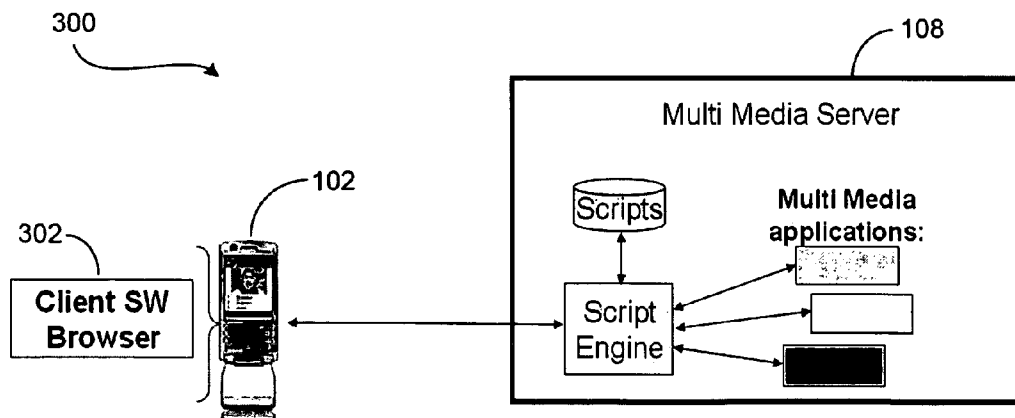 300
108
Multi Media Server
102
Scripts
Multi Media
applications:
302
Client SW
Browser
Script
Engine